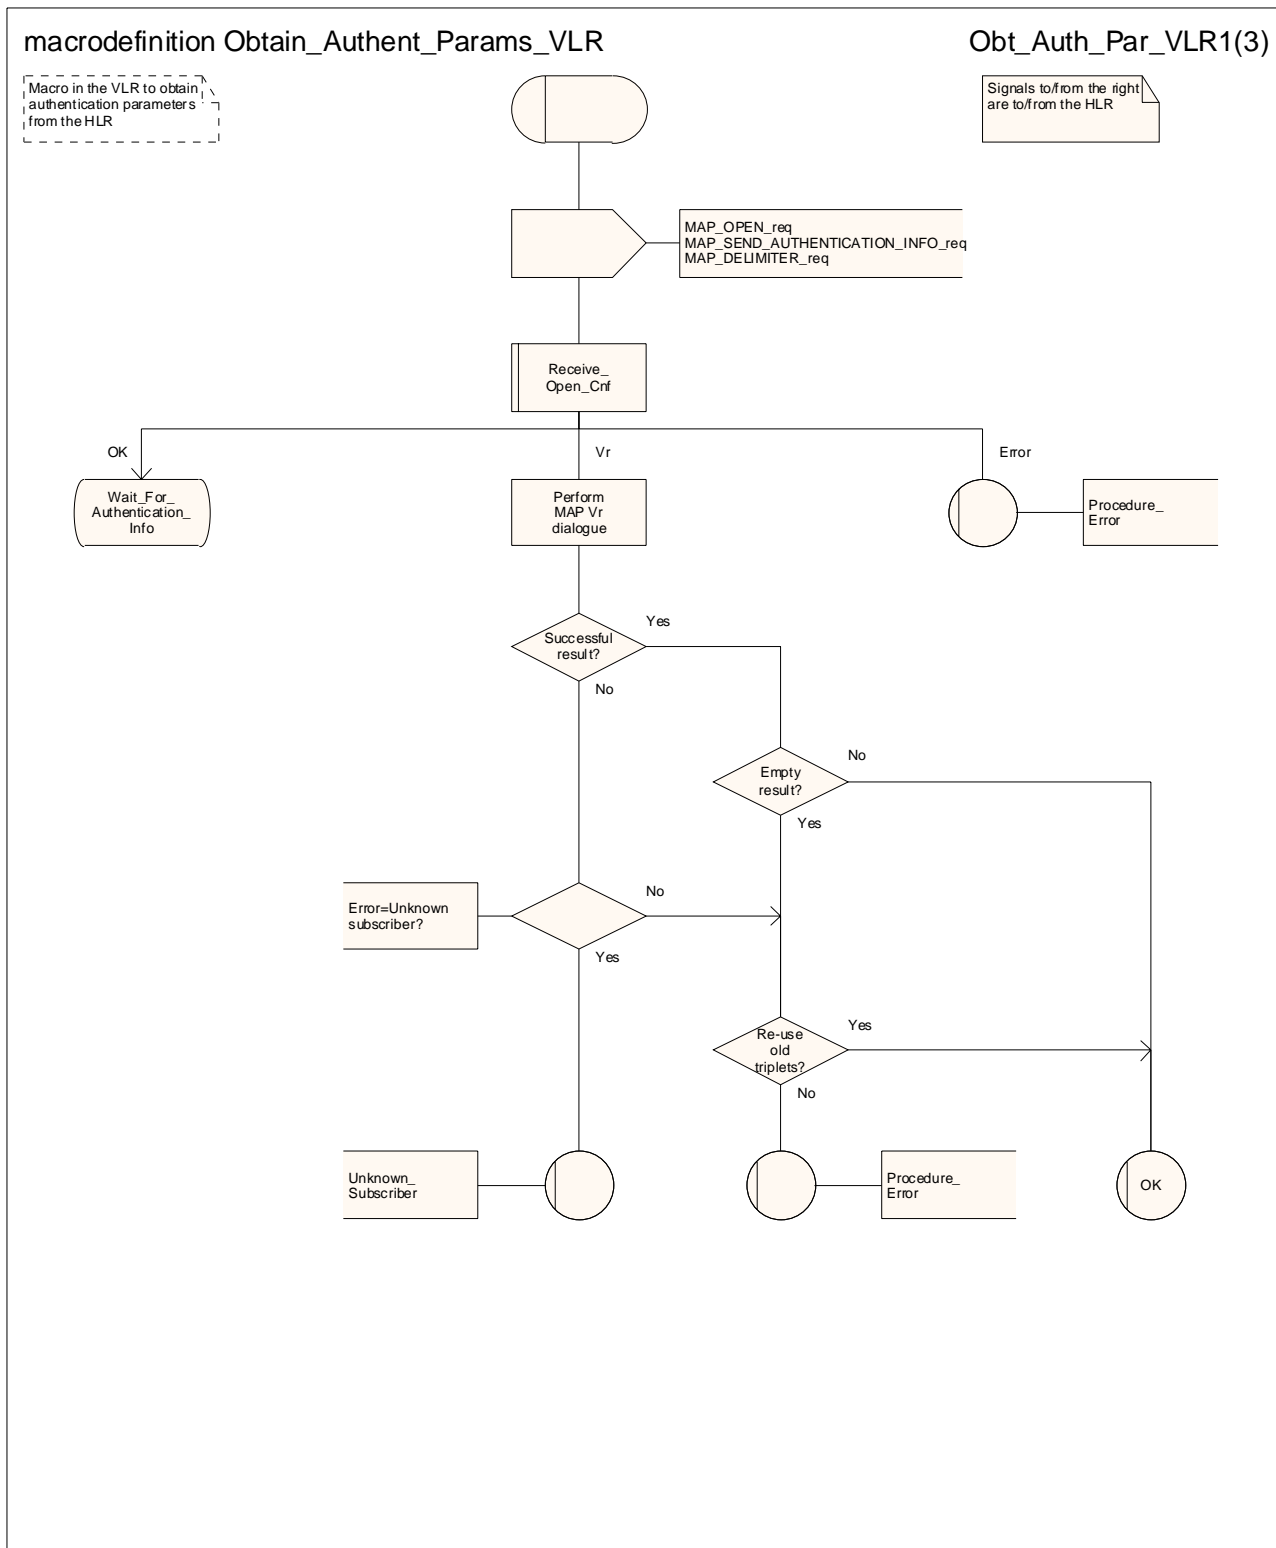 macrodefinition Obtain_Authent_Params_VLR
Obt_Auth_Par_VLR1(3)
Macro in the VLR to obtain
authentication parameters
from the HLR
Signals to/from the right
are to/from the HLR
MAP_OPEN_req
MAP_SEND_AUTHENTICATION_INFO_req
MAP_DELIMITER_req
Receive_
Open_Cnf
OK
Vr
Error
Wait_For_
Authentication_
Info
Perform
MAP Vr
dialogue
Procedure_
Error
Successful
result?
Yes
No
Empty
result?
No
Yes
Error=Unknown
subscriber?
No
Yes
Re-use
old
triplets?
Yes
No
Unknown_
Subscriber
Procedure_
Error
OK